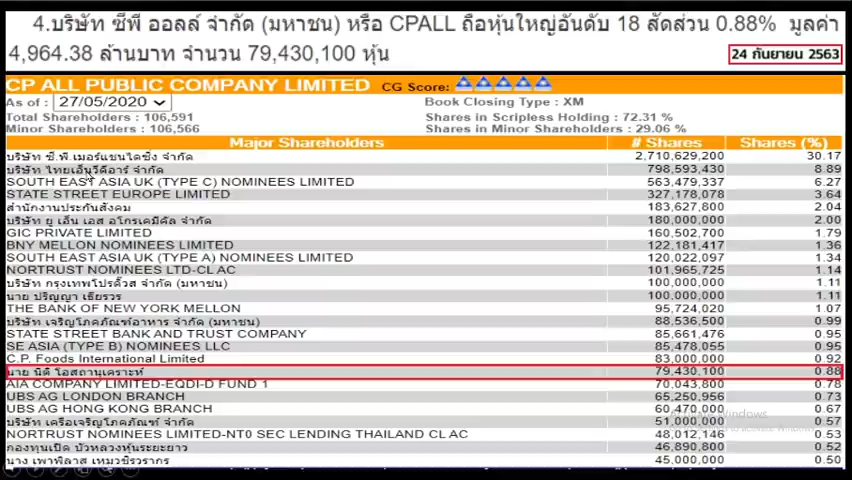 4.บริษัท ซีพี ออลล์ จำกัด (มหาชน) หรือ CPALL ถือหุ้นใหญ่อันดับ 18 สัดส่วน 0.88% มูลค่า
4,964.38 ล้านบาท จำนวน 79,430,100 หุ้น
24 กันยายน 2563
CP ALL PUBLIC COMPANY LIMITED CG Score:
As of : 27/05/2020 Book Closing Type : XM
Total Shareholders : 106,591 Shares in Scripless Holding : 72.31 %
Minor Shareholders : 106,566 Shares in Minor Shareholders : 29.06 %
Major Shareholders # Shares Shares (%)
บริษัท ซี.พี.เมอร์แชนไดซิ่ง จำกัด 2,710,629,200 30.17
บริษัท ไทยเอ็นวีดีอาร์ จำกัด 798,593,430 8.89
SOUTH EAST ASIA UK (TYPE C) NOMINEES LIMITED 563,479,337 6.27
STATE STREET EUROPE LIMITED 327,178,078 3.64
สำนักงานประกันสังคม 183,627,800 2.04
บริษัท ยู เอ็น เอส อโกรเคมีคัล จำกัด 180,000,000 2.00
GIC PRIVATE LIMITED 160,502,700 1.79
BNY MELLON NOMINEES LIMITED 122,181,417 1.36
SOUTH EAST ASIA UK (TYPE A) NOMINEES LIMITED 120,022,097 1.34
NORTRUST NOMINEES LTD-CL AC 101,965,725 1.14
บริษัท กรุงเทพโปรดิ๊วส จำกัด (มหาชน) 100,000,000 1.11
นาย ปริญญา เธียรวร 100,000,000 1.11
THE BANK OF NEW YORK MELLON 95,724,020 1.07
บริษัท เจริญโภคภัณฑ์อาหาร จำกัด (มหาชน) 88,536,500 0.99
STATE STREET BANK AND TRUST COMPANY 85,661,476 0.95
SE ASIA (TYPE B) NOMINEES LLC 85,478,055 0.95
C.P. Foods International Limited 83,000,000 0.92
นาย นิติ โอสถานุเคราะห์ 79,430,100 0.88
AIA COMPANY LIMITED-EQDI-D FUND 1 70,043,800 0.78
UBS AG LONDON BRANCH 65,250,956 0.73
UBS AG HONG KONG BRANCH 60,470,000 0.67
บริษัท เครือเจริญโภคภัณฑ์ จำกัด 51,000,000 0.57
NORTRUST NOMINEES LIMITED-NT0 SEC LENDING THAILAND CL AC 48,012,146 0.53
กองทุนเปิด บัวหลวงหุ้นระยะยาว 46,890,800 0.52
นาง เพาพิลาส เหมวชิรวรากร 45,000,000 0.50